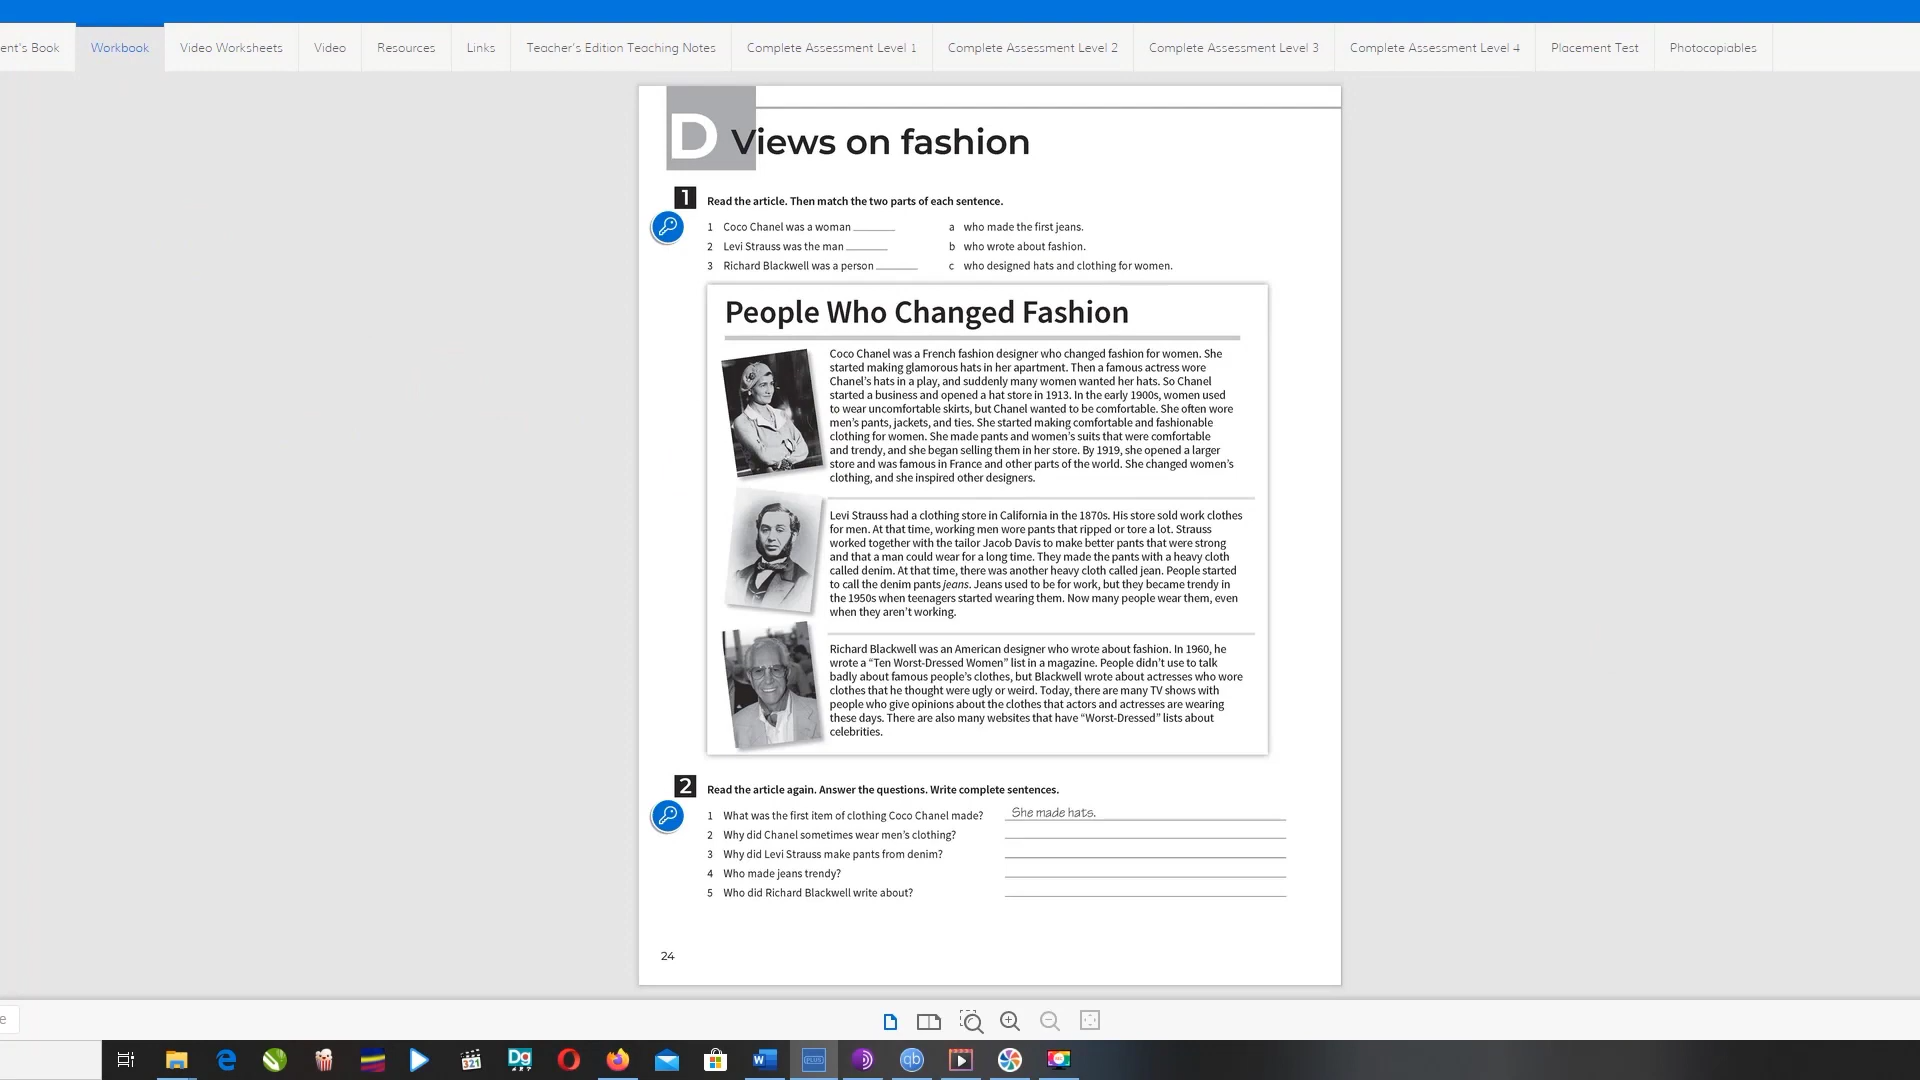 ent's Book
Workbook
Video Worksheets
Video
Resources
Links
Teacher's Edition Teaching Notes
Complete Assessment Level 1
Complete Assessment Level 2
Complete Assessment Level 3
Complete Assessment Level 4
Placement Test
Photocopiables
D Views on fashion
1 Read the article. Then match the two parts of each sentence.
1 Coco Chanel was a woman ______ a who made the first jeans.
2 Levi Strauss was the man ______ b who wrote about fashion.
3 Richard Blackwell was a person ______ c who designed hats and clothing for women.
People Who Changed Fashion
Coco Chanel was a French fashion designer who changed fashion for women. She
started making glamorous hats in her apartment. Then a famous actress wore
Chanel's hats in a play, and suddenly many women wanted her hats. So Chanel
started a business and opened a hat store in 1913. In the early 1900s, women used
to wear uncomfortable skirts, but Chanel wanted to be comfortable. She often wore
men's pants, jackets, and ties. She started making comfortable and fashionable
clothing for women. She made pants and women's suits that were comfortable
and trendy, and she began selling them in her store. By 1919, she opened a larger
store and was famous in France and other parts of the world. She changed women's
clothing, and she inspired other designers.
Levi Strauss had a clothing store in California in the 1870s. His store sold work clothes
for men. At that time, working men wore pants that ripped or tore a lot. Strauss
worked together with the tailor Jacob Davis to make better pants that were strong
and that a man could wear for a long time. They made the pants with a heavy cloth
called denim. At that time, there was another heavy cloth called jean. People started
to call the denim pants jeans. Jeans used to be for work, but they became trendy in
the 1950s when teenagers started wearing them. Now many people wear them, even
when they aren't working.
Richard Blackwell was an American designer who wrote about fashion. In 1960, he
wrote a “Ten Worst-Dressed Women” list in a magazine. People didn't use to talk
badly about famous people's clothes, but Blackwell wrote about actresses who wore
clothes that he thought were ugly or weird. Today, there are many TV shows with
people who give opinions about the clothes that actors and actresses are wearing
these days. There are also many websites that have “Worst-Dressed” lists about
celebrities.
2 Read the article again. Answer the questions. Write complete sentences.
1 What was the first item of clothing Coco Chanel made? She made hats.
2 Why did Chanel sometimes wear men's clothing?
3 Why did Levi Strauss make pants from denim?
4 Who made jeans trendy?
5 Who did Richard Blackwell write about?
24
e
321
Dg
W
PLUS
qb